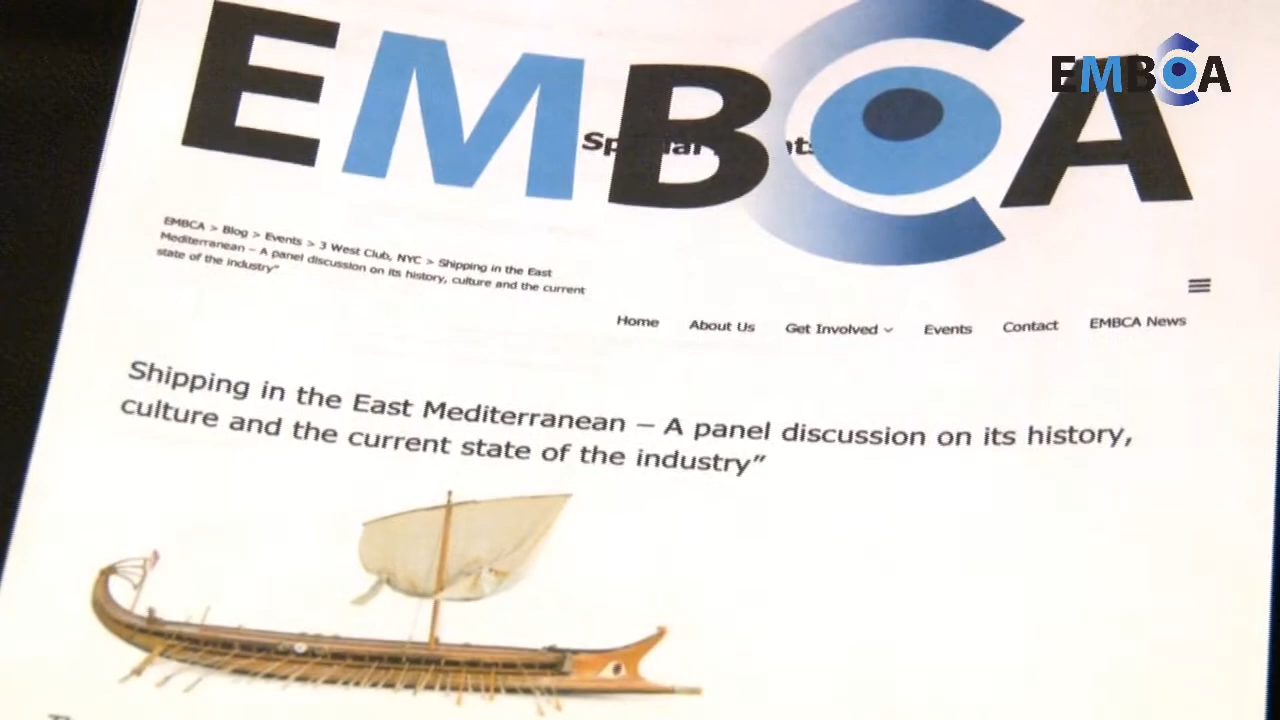 EMBCA
EMBCA
EMBCA > Blog > Events > 3 West Club, NYC > Shipping in the East
Mediterranean – A panel discussion on its history, culture and the current
state of the industry"
Home About Us Get Involved Events Contact EMBCA News
Shipping in the East Mediterranean – A panel discussion on its history,
culture and the current state of the industry”